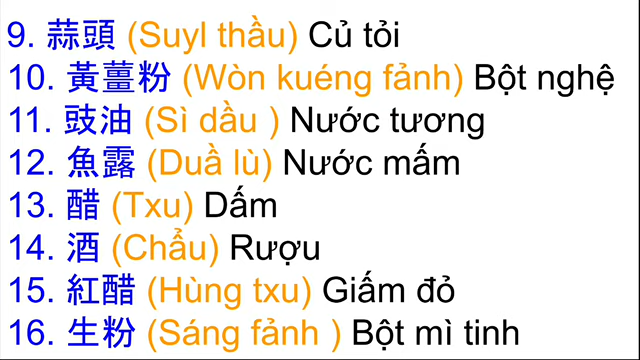 9. 蒜頭 (Suyl thầu) Củ tỏi
10. 黃薑粉 (Wòn kuéng fảnh) Bột nghệ
11. 豉油 (Sì dầu ) Nước tương
12. 魚露 (Duầ lù) Nước mấm
13. 醋 (Txu) Dấm
14. 酒 (Chẩu) Rượu
15. 紅醋 (Hùng txu) Giấm đỏ
16. 生粉 (Sáng fảnh ) Bột mì tinh